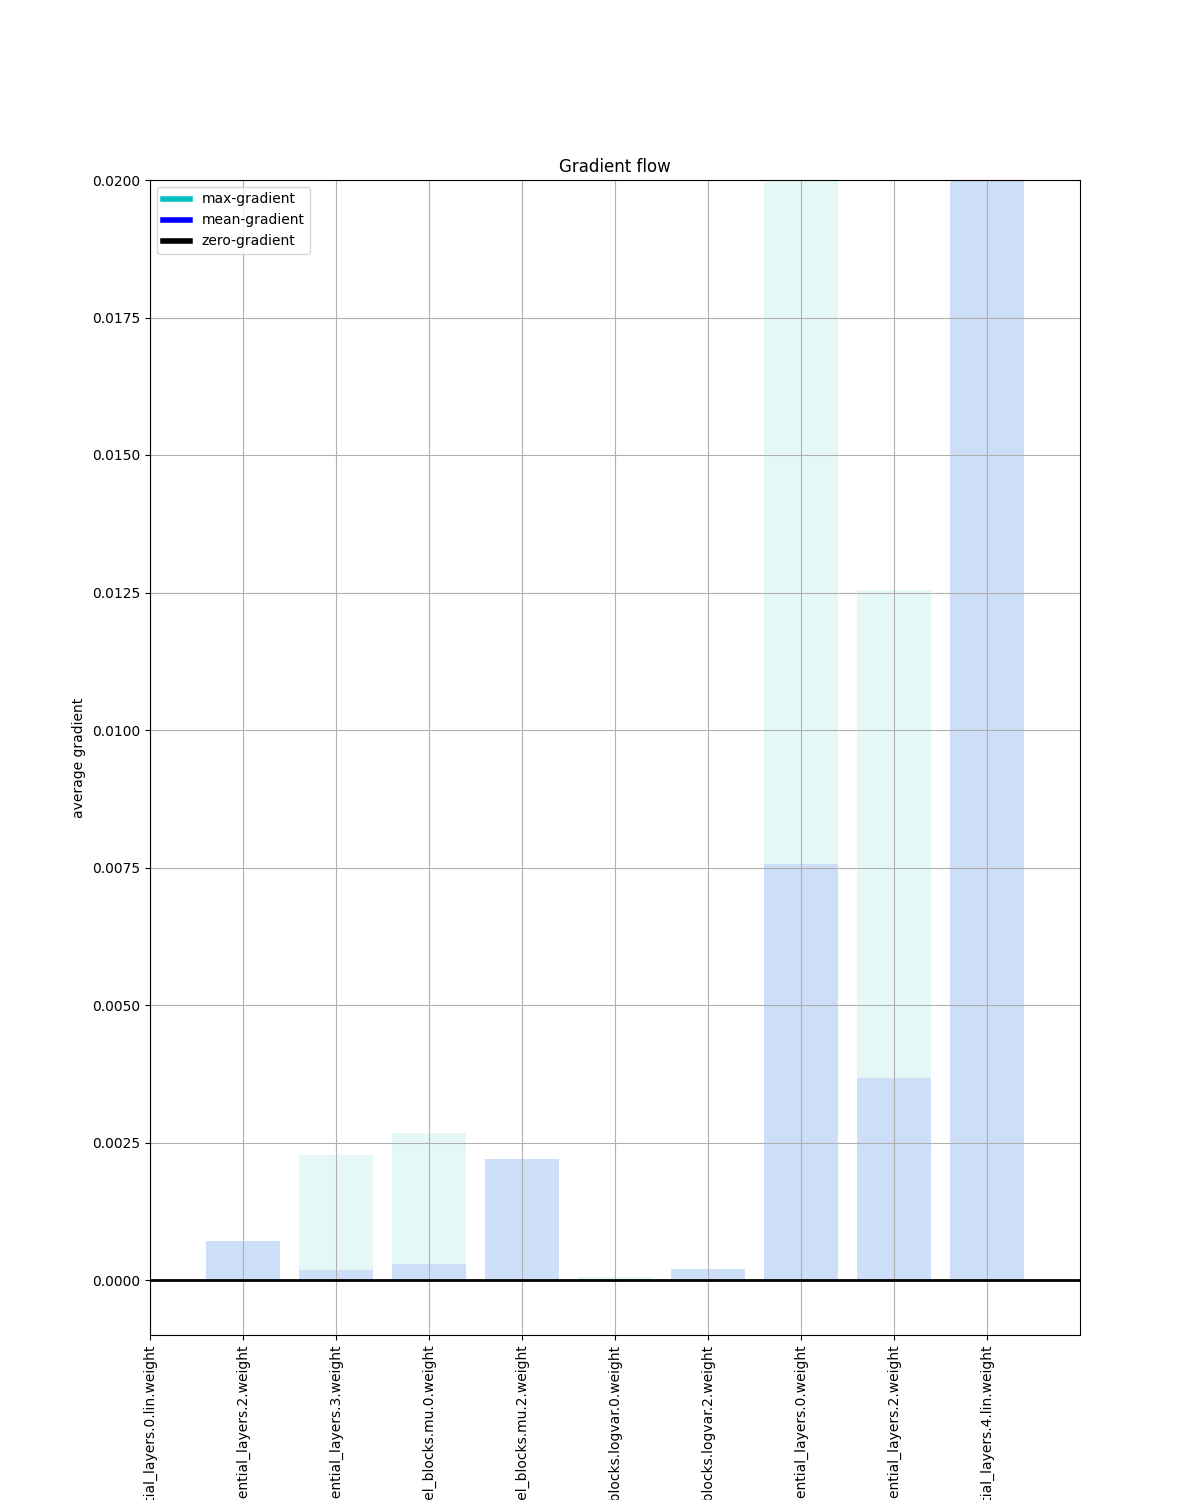 Gradient flow
max-gradient
mean-gradient
zero-gradient
0.0200
0.0175
0.0150
0.0125
0.0100
0.0075
0.0050
0.0025
0.0000
average gradient
tial_layers.0.lin.weight
ential_layers.2.weight
ential_layers.3.weight
el_blocks.mu.0.weight
el_blocks.mu.2.weight
blocks.logvar.0.weight
blocks.logvar.2.weight
ential_layers.0.weight
ential_layers.2.weight
tial_layers.4.lin.weight